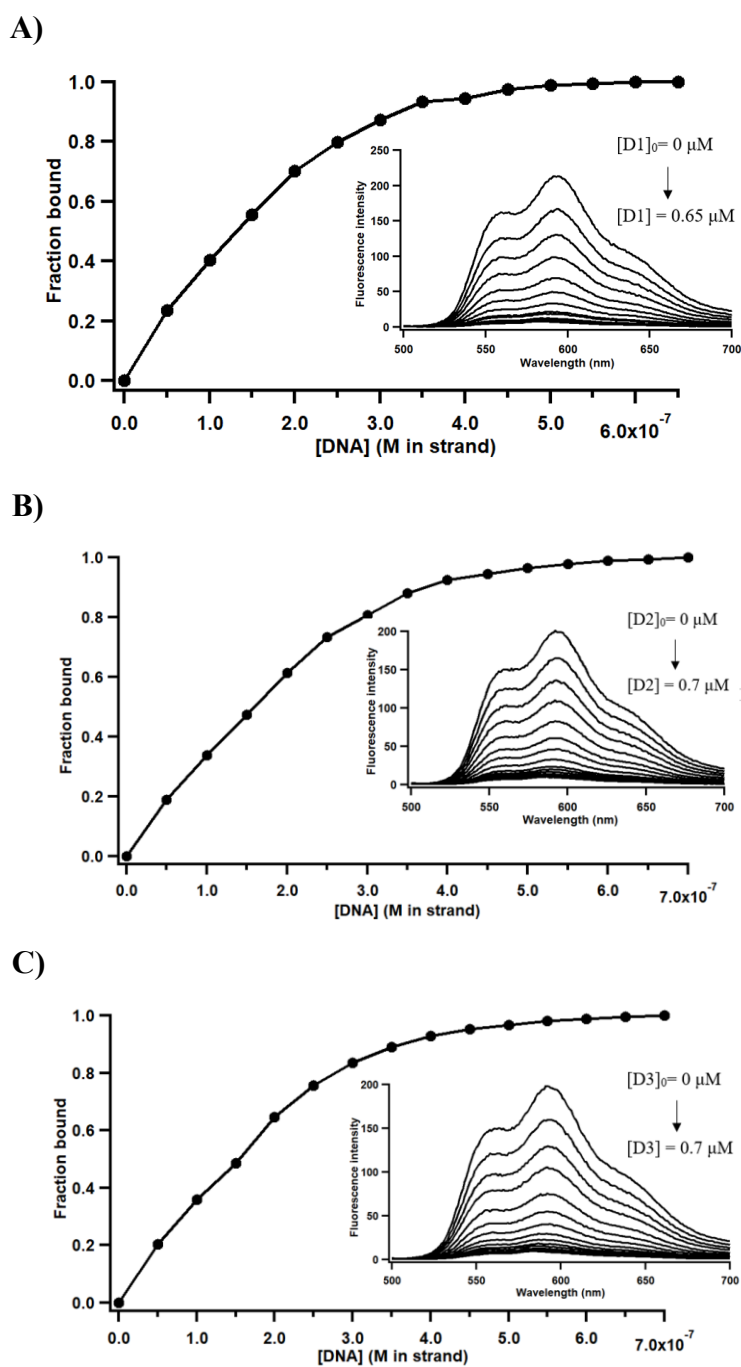 A)
1.0
0.8
0.6
0.4
0.2
0.0
Fraction bound
0.0 1.0 2.0 3.0 4.0 5.0 6.0x10-7
[DNA] (M in strand)
250
200
150
100
50
0
Fluorescence intensity
500 550 600 650 700
Wavelength (nm)
[D1]0= 0 µM
[D1] = 0.65 µM
B)
1.0
0.8
0.6
0.4
0.2
0.0
Fraction bound
0.0 1.0 2.0 3.0 4.0 5.0 6.0 7.0x10-7
[DNA] (M in strand)
200
150
100
50
0
Fluorescence intensity
500 550 600 650 700
Wavelength (nm)
[D2]0= 0 µM
[D2] = 0.7 µM
C)
1.0
0.8
0.6
0.4
0.2
0.0
Fraction bound
0.0 1.0 2.0 3.0 4.0 5.0 6.0 7.0x10-7
[DNA] (M in strand)
200
150
100
50
0
Fluorescence intensity
500 550 600 650 700
Wavelength (nm)
[D3]0= 0 µM
[D3] = 0.7 µM